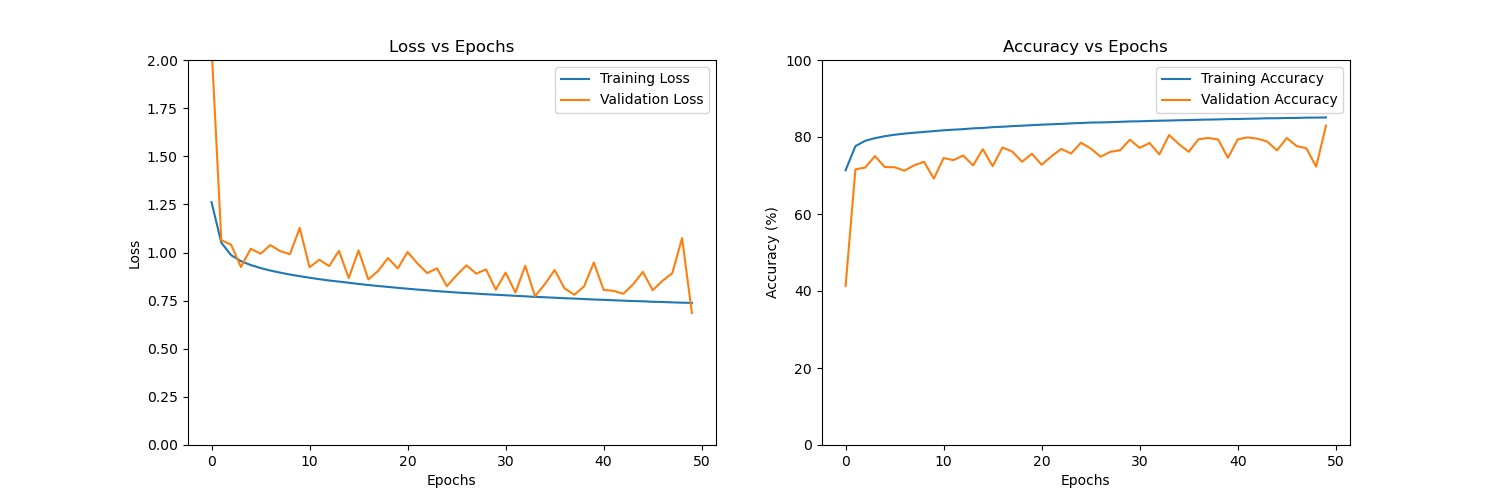 Loss vs Epochs
2.00
1.75
1.50
1.25
1.00
0.75
0.50
0.25
0.00
Loss
Training Loss
Validation Loss
0 10 20 30 40 50
Epochs
Accuracy vs Epochs
100
80
60
40
20
0
Accuracy (%)
Training Accuracy
Validation Accuracy
0 10 20 30 40 50
Epochs